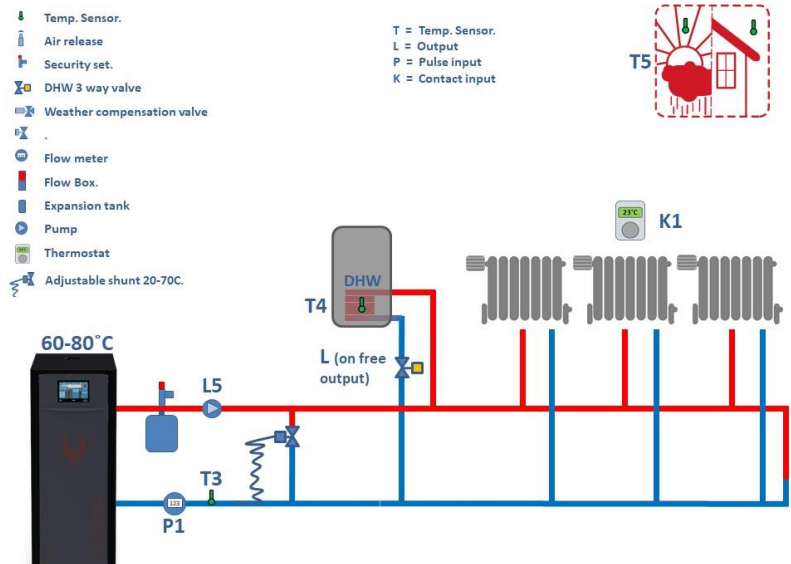 Temp. Sensor.
Air release
Security set.
DHW 3 way valve
Weather compensation valve
.
Flow meter
Flow Box.
Expansion tank
Pump
Thermostat
Adjustable shunt 20-70C.
T = Temp. Sensor.
L = Output
P = Pulse input
K = Contact input
T5
23°C
K1
DHW
T4
L (on free
output)
60-80˚C
L5
T3
123
P1